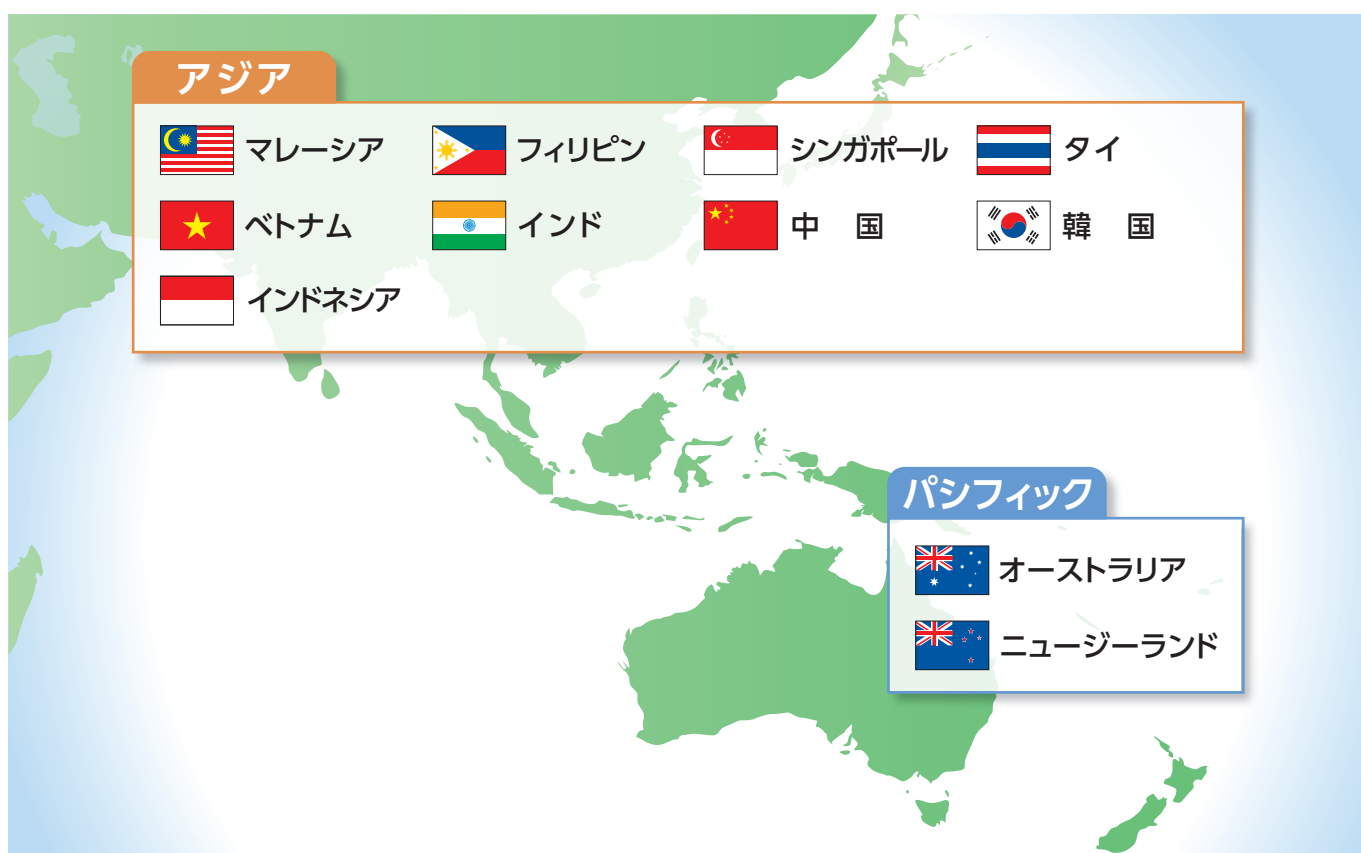 アジア
マレーシア フィリピン シンガポール タイ
ベトナム インド 中　国 韓　国
インドネシア
パシフィック
オーストラリア
ニュージーランド